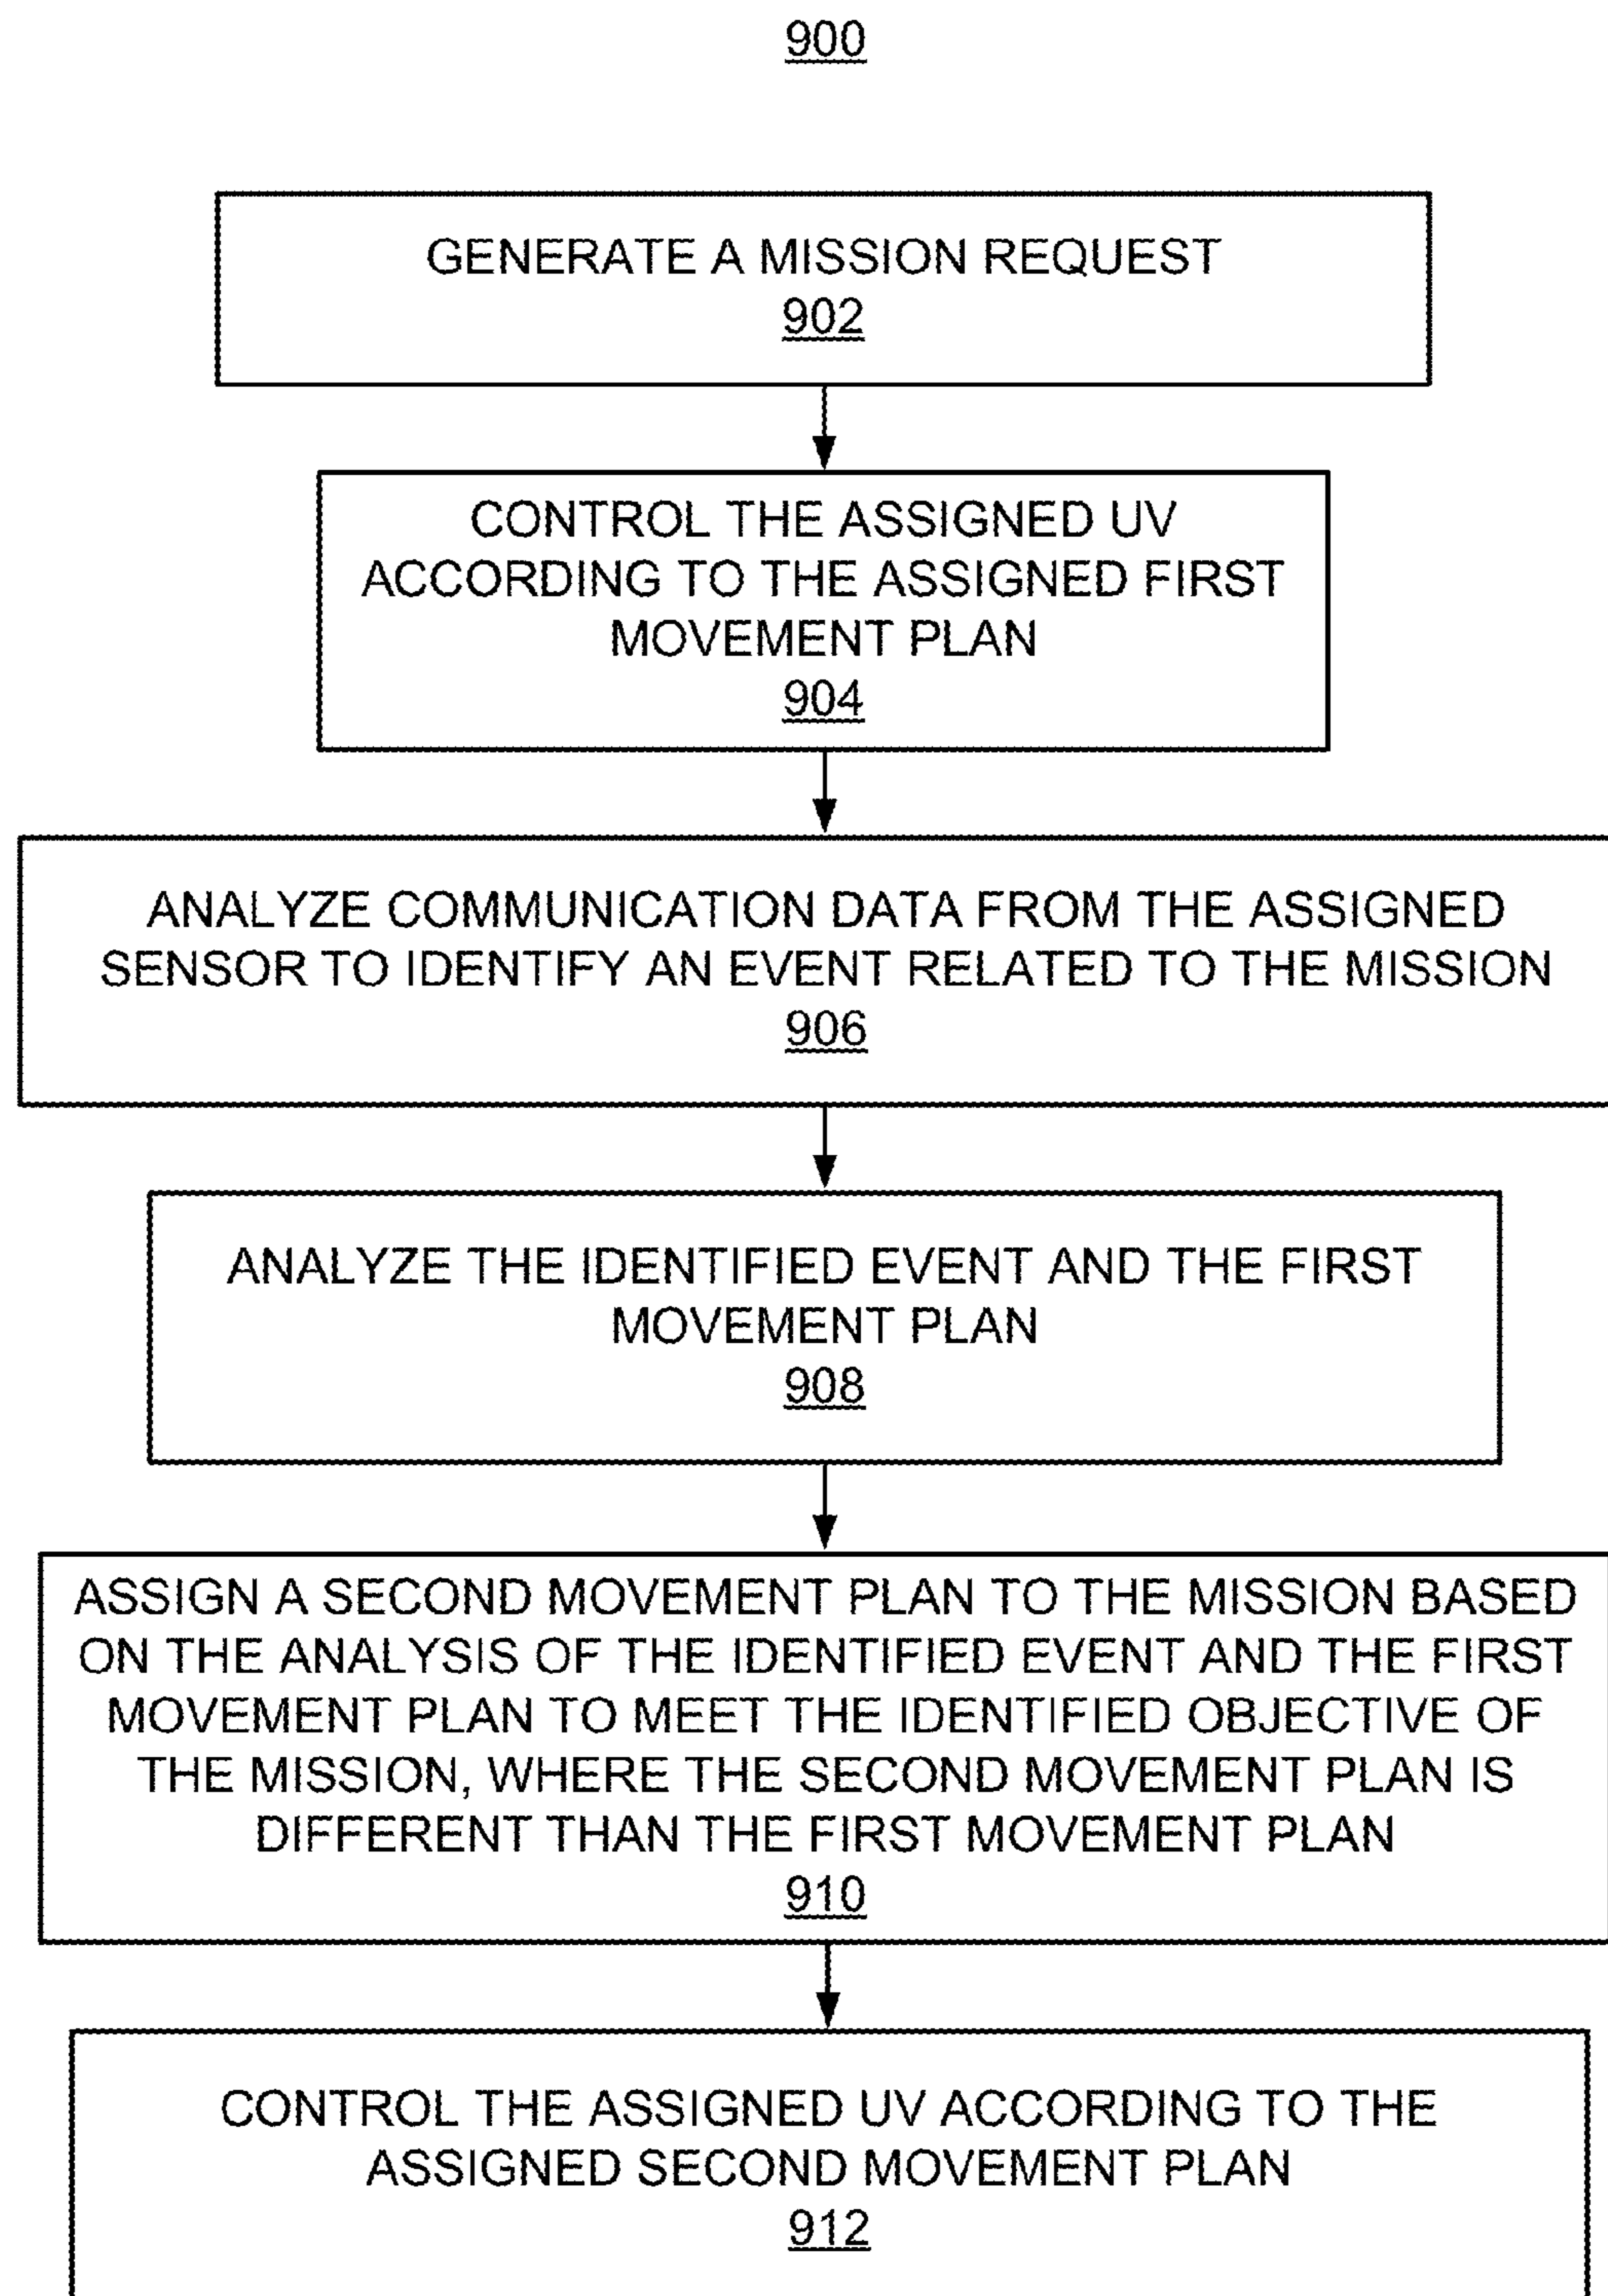 900
GENERATE A MISSION REQUEST
902
CONTROL THE ASSIGNED UV
ACCORDING TO THE ASSIGNED FIRST
MOVEMENT PLAN
904
ANALYZE COMMUNICATION DATA FROM THE ASSIGNED
SENSOR TO IDENTIFY AN EVENT RELATED TO THE MISSION
906
ANALYZE THE IDENTIFIED EVENT AND THE FIRST
MOVEMENT PLAN
908
ASSIGN A SECOND MOVEMENT PLAN TO THE MISSION BASED
ON THE ANALYSIS OF THE IDENTIFIED EVENT AND THE FIRST
MOVEMENT PLAN TO MEET THE IDENTIFIED OBJECTIVE OF
THE MISSION, WHERE THE SECOND MOVEMENT PLAN IS
DIFFERENT THAN THE FIRST MOVEMENT PLAN
910
CONTROL THE ASSIGNED UV ACCORDING TO THE
ASSIGNED SECOND MOVEMENT PLAN
912